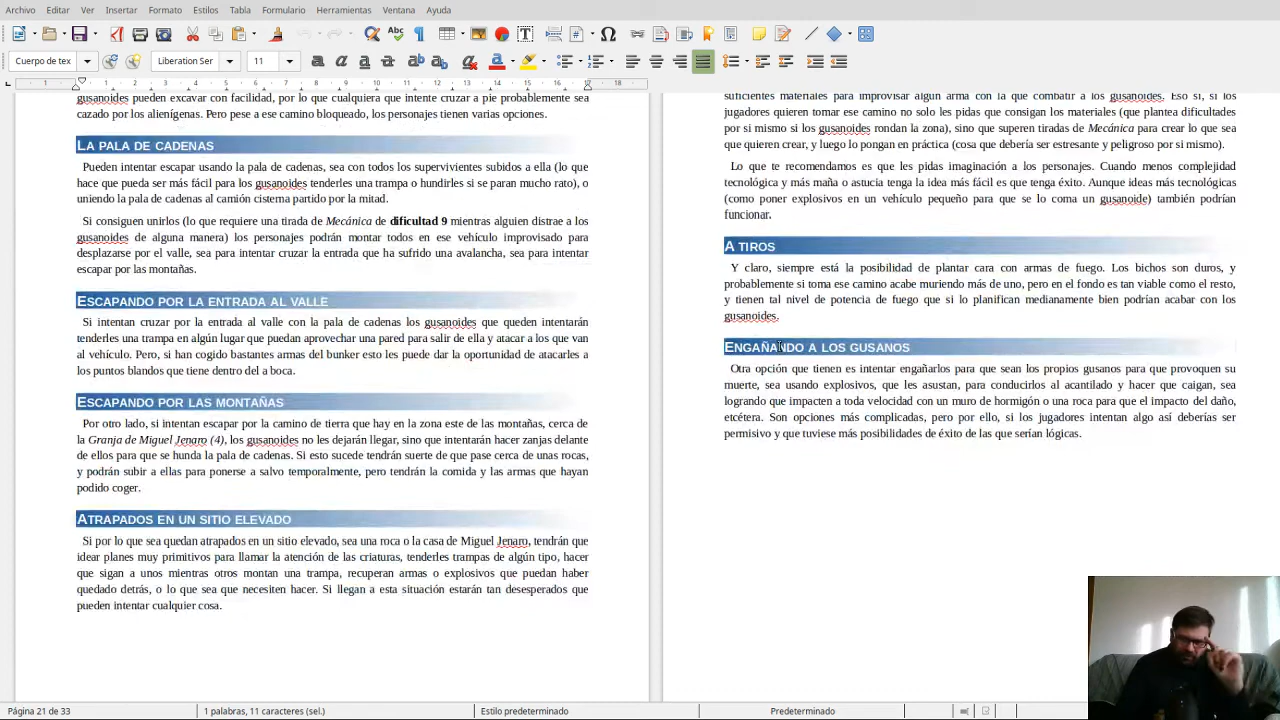 Archivo Editar Ver Insertar Formato Estilos Tabla Formulario Herramientas Ventana Ayuda
Cuerpo de tex Liberation Ser 11
1 1 2 3 4 5 6 7 8 9 10 11 12 13 14 15 16 17 18
gusanoides pueden excavar con facilidad, por lo que cualquiera que intente cruzar a pie probablemente sea
cazado por los alienígenas. Pero pese a ese camino bloqueado, los personajes tienen varias opciones.
LA PALA DE CADENAS
Pueden intentar escapar usando la pala de cadenas, sea con todos los supervivientes subidos a ella (lo que
hace que pueda ser más fácil para los gusanoides tenderles una trampa o hundirles si se paran mucho rato), o
uniendo la pala de cadenas al camión cisterna partido por la mitad.
Si consiguen unirlos (lo que requiere una tirada de Mecánica de dificultad 9 mientras alguien distrae a los
gusanoides de alguna manera) los personajes podrán montar todos en ese vehículo improvisado para
desplazarse por el valle, sea para intentar cruzar la entrada que ha sufrido una avalancha, sea para intentar
escapar por las montañas.
ESCAPANDO POR LA ENTRADA AL VALLE
Si intentan cruzar por la entrada al valle con la pala de cadenas los gusanoides que queden intentarán
tenderles una trampa en algún lugar que puedan aprovechar una pared para salir de ella y atacar a los que van
al vehículo. Pero, si han cogido bastantes armas del bunker esto les puede dar la oportunidad de atacarles a
los puntos blandos que tiene dentro del a boca.
ESCAPANDO POR LAS MONTAÑAS
Por otro lado, si intentan escapar por la camino de tierra que hay en la zona este de las montañas, cerca de
la Granja de Miguel Jenaro (4), los gusanoides no les dejarán llegar, sino que intentarán hacer zanjas delante
de ellos para que se hunda la pala de cadenas. Si esto sucede tendrán suerte de que pase cerca de unas rocas,
y podrán subir a ellas para ponerse a salvo temporalmente, pero tendrán la comida y las armas que hayan
podido coger.
ATRAPADOS EN UN SITIO ELEVADO
Si por lo que sea quedan atrapados en un sitio elevado, sea una roca o la casa de Miguel Jenaro, tendrán que
idear planes muy primitivos para llamar la atención de las criaturas, tenderles trampas de algún tipo, hacer
que sigan a unos mientras otros montan una trampa, recuperan armas o explosivos que puedan haber
quedado detrás, o lo que sea que necesiten hacer. Si llegan a esta situación estarán tan desesperados que
pueden intentar cualquier cosa.
suficientes materiales para improvisar algún arma con la que combatir a los gusanoides. Eso sí, si los
jugadores quieren tomar ese camino no solo les pidas que consigan los materiales (que plantea dificultades
por si mismo si los gusanoides rondan la zona), sino que superen tiradas de Mecánica para crear lo que sea
que quieren crear, y luego lo pongan en práctica (cosa que debería ser estresante y peligroso por si mismo).
Lo que te recomendamos es que les pidas imaginación a los personajes. Cuando menos complejidad
tecnológica y más maña o astucia tenga la idea más fácil es que tenga éxito. Aunque ideas más tecnológicas
(como poner explosivos en un vehículo pequeño para que se lo coma un gusanoide) también podrían
funcionar.
A TIROS
Y claro, siempre está la posibilidad de plantar cara con armas de fuego. Los bichos son duros, y
probablemente si toma ese camino acabe muriendo más de uno, pero en el fondo es tan viable como el resto,
y tienen tal nivel de potencia de fuego que si lo planifican medianamente bien podrían acabar con los
gusanoides.
ENGAÑANDO A LOS GUSANOS
Otra opción que tienen es intentar engañarlos para que sean los propios gusanos para que provoquen su
muerte, sea usando explosivos, que les asustan, para conducirlos al acantilado y hacer que caigan, sea
logrando que impacten a toda velocidad con un muro de hormigón o una roca para que el impacto del daño,
etcétera. Son opciones más complicadas, pero por ello, si los jugadores intentan algo así deberías ser
permisivo y que tuviese más posibilidades de éxito de las que serían lógicas.
Página 21 de 33 1 palabras, 11 caracteres (sel.) Estilo predeterminado Predeterminado